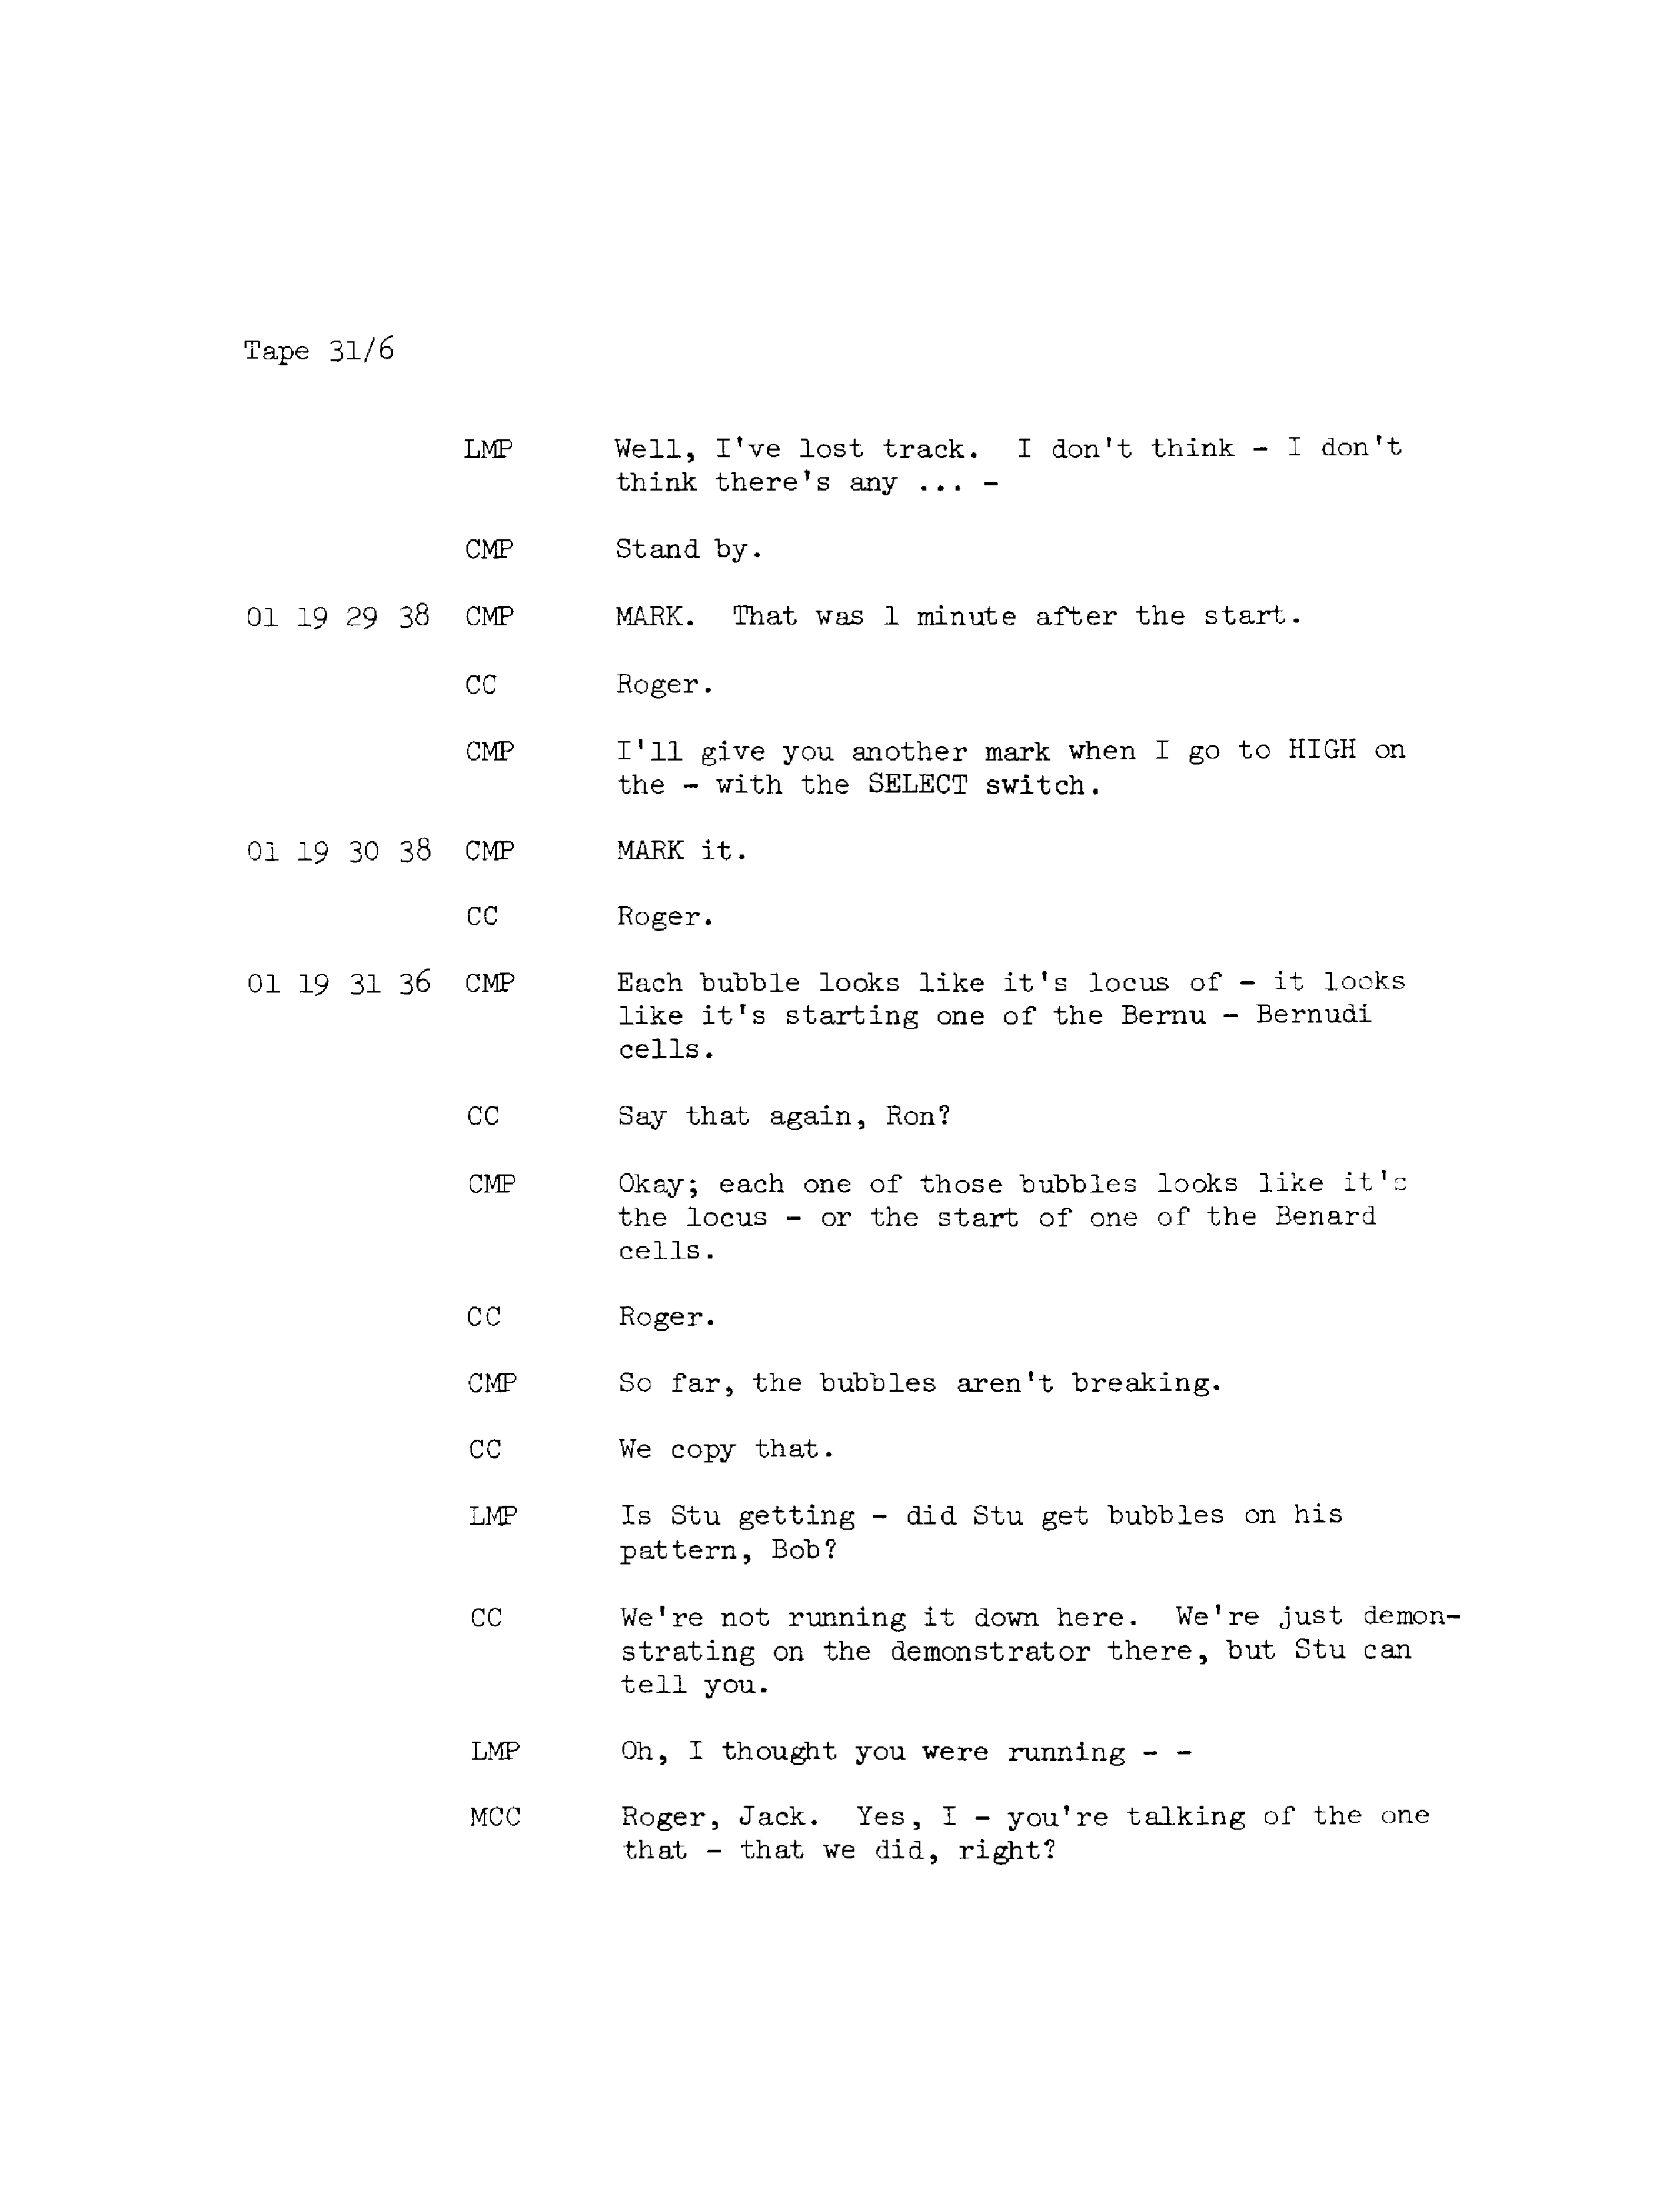 Tape 31/6
LMP Well, I've lost track. I don't think - I don't
think there's any ... -
CMP Stand by.
01 19 29 38 CMP MARK. That was 1 minute after the start.
CC Roger.
CMP I'll give you another mark when I go to HIGH on
the - with the SELECT switch.
01 19 30 38 CMP MARK it.
CC Roger.
01 19 31 36 CMP Each bubble looks like it's locus of - it looks
like it's starting one of the Bernu - Bernudi
cells.
CC Say that again, Ron?
CMP Okay; each one of those bubbles looks like it's
the locus - or the start of one of the Benard
cells.
CC Roger.
CMP So far, the bubbles aren't breaking.
CC We copy that.
LMP Is Stu getting - did Stu get bubbles on his
pattern, Bob?
CC We're not running it down here. We're just demon-
strating on the demonstrator there, but Stu can
tell you.
LMP Oh, I thought you were running - -
MCC Roger, Jack. Yes, I - you're talking of the one
that - that we did, right?